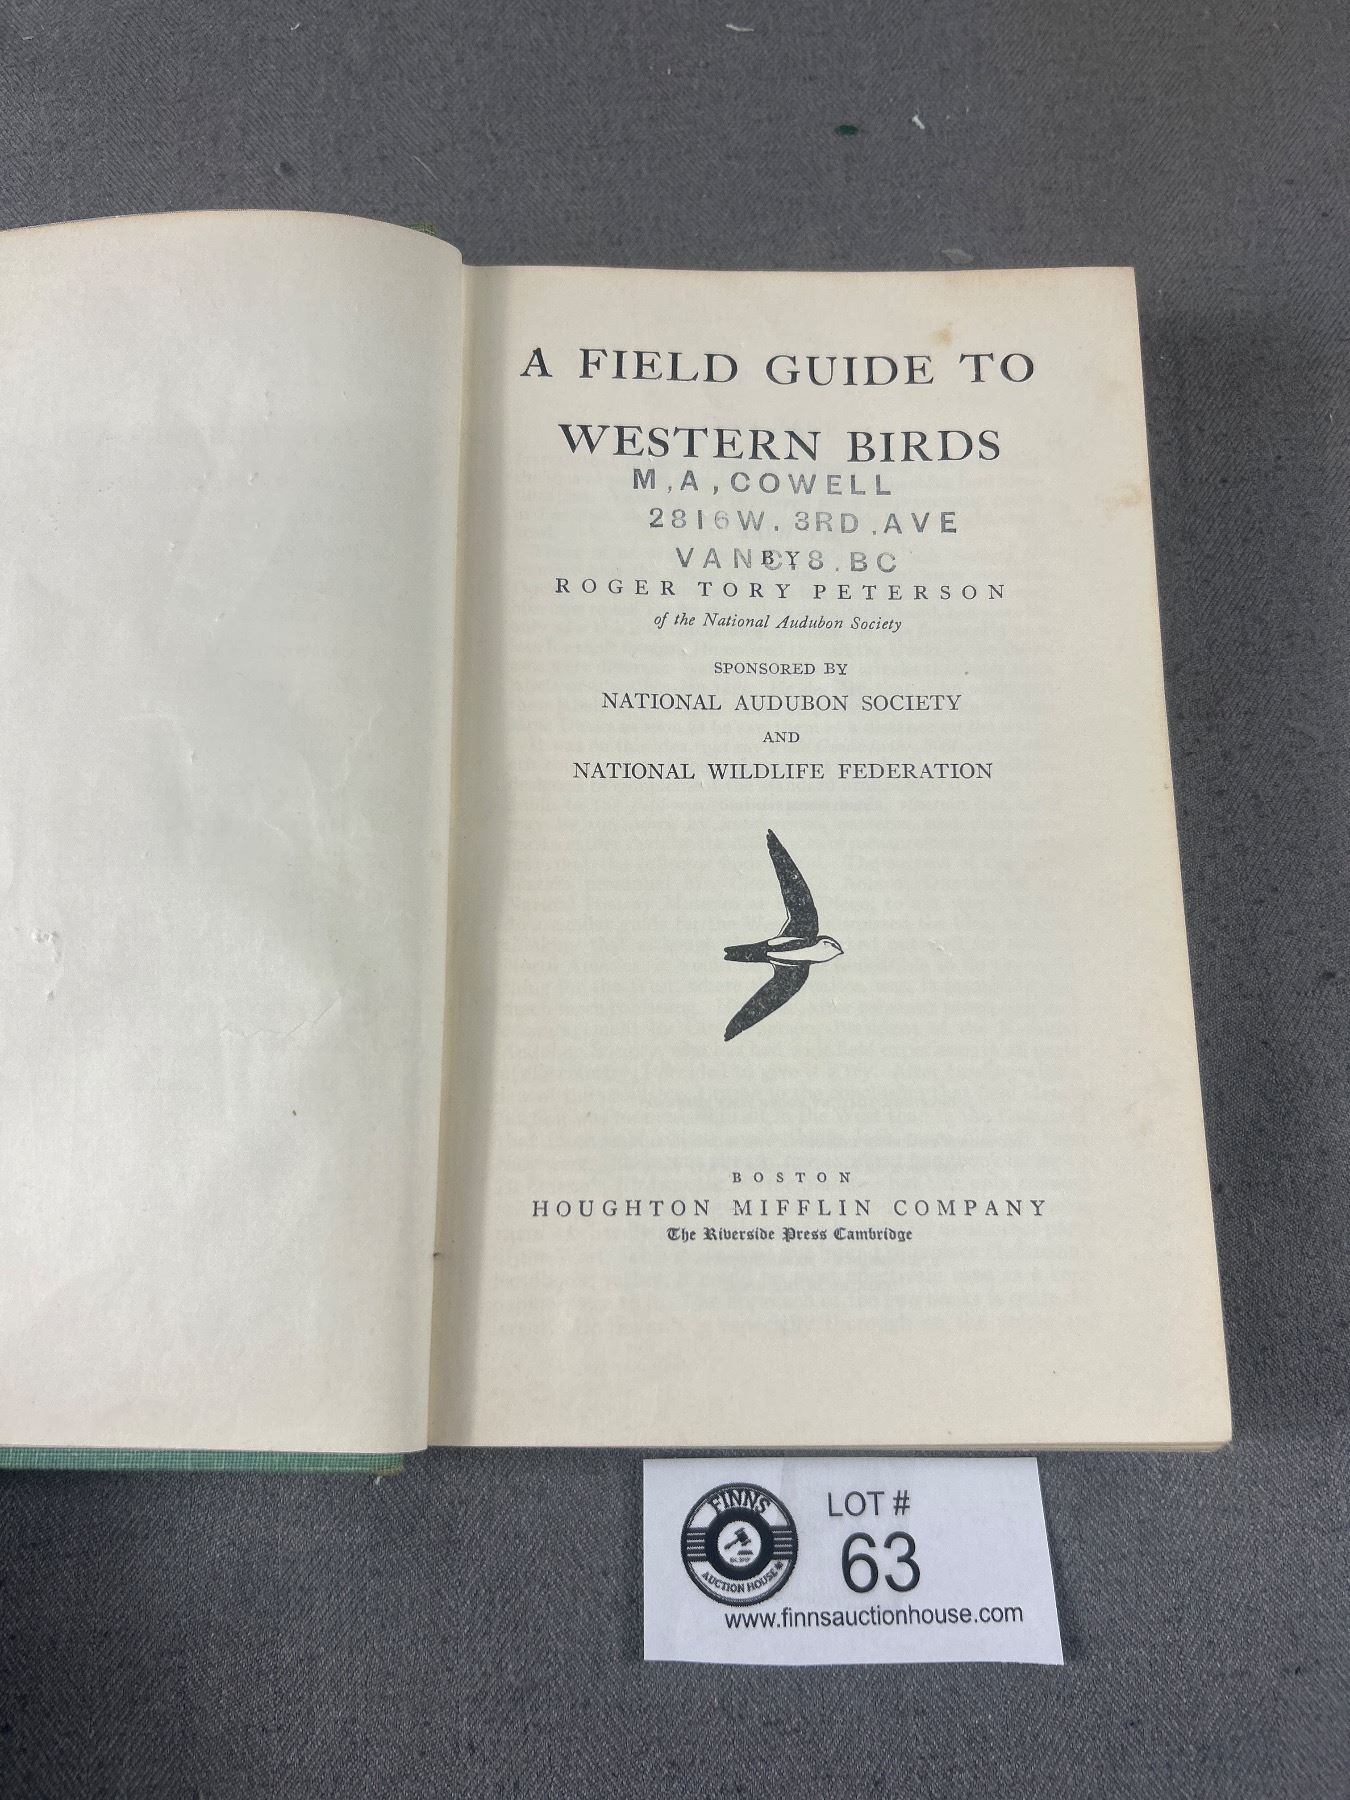 A FIELD GUIDE TO
WESTERN BIRDS
M,A,COWELL
2816W. 3RD.AVE
VANC.8.BC
BY
ROGER TORY PETERSON
of the National Audubon Society
SPONSORED BY
NATIONAL AUDUBON SOCIETY
AND
NATIONAL WILDLIFE FEDERATION
BOSTON
HOUGHTON MIFFLIN COMPANY
The Riverside Press Cambridge
FINNS
AUCTION HOUSE
LOT #
63
www.finnsauctionhouse.com